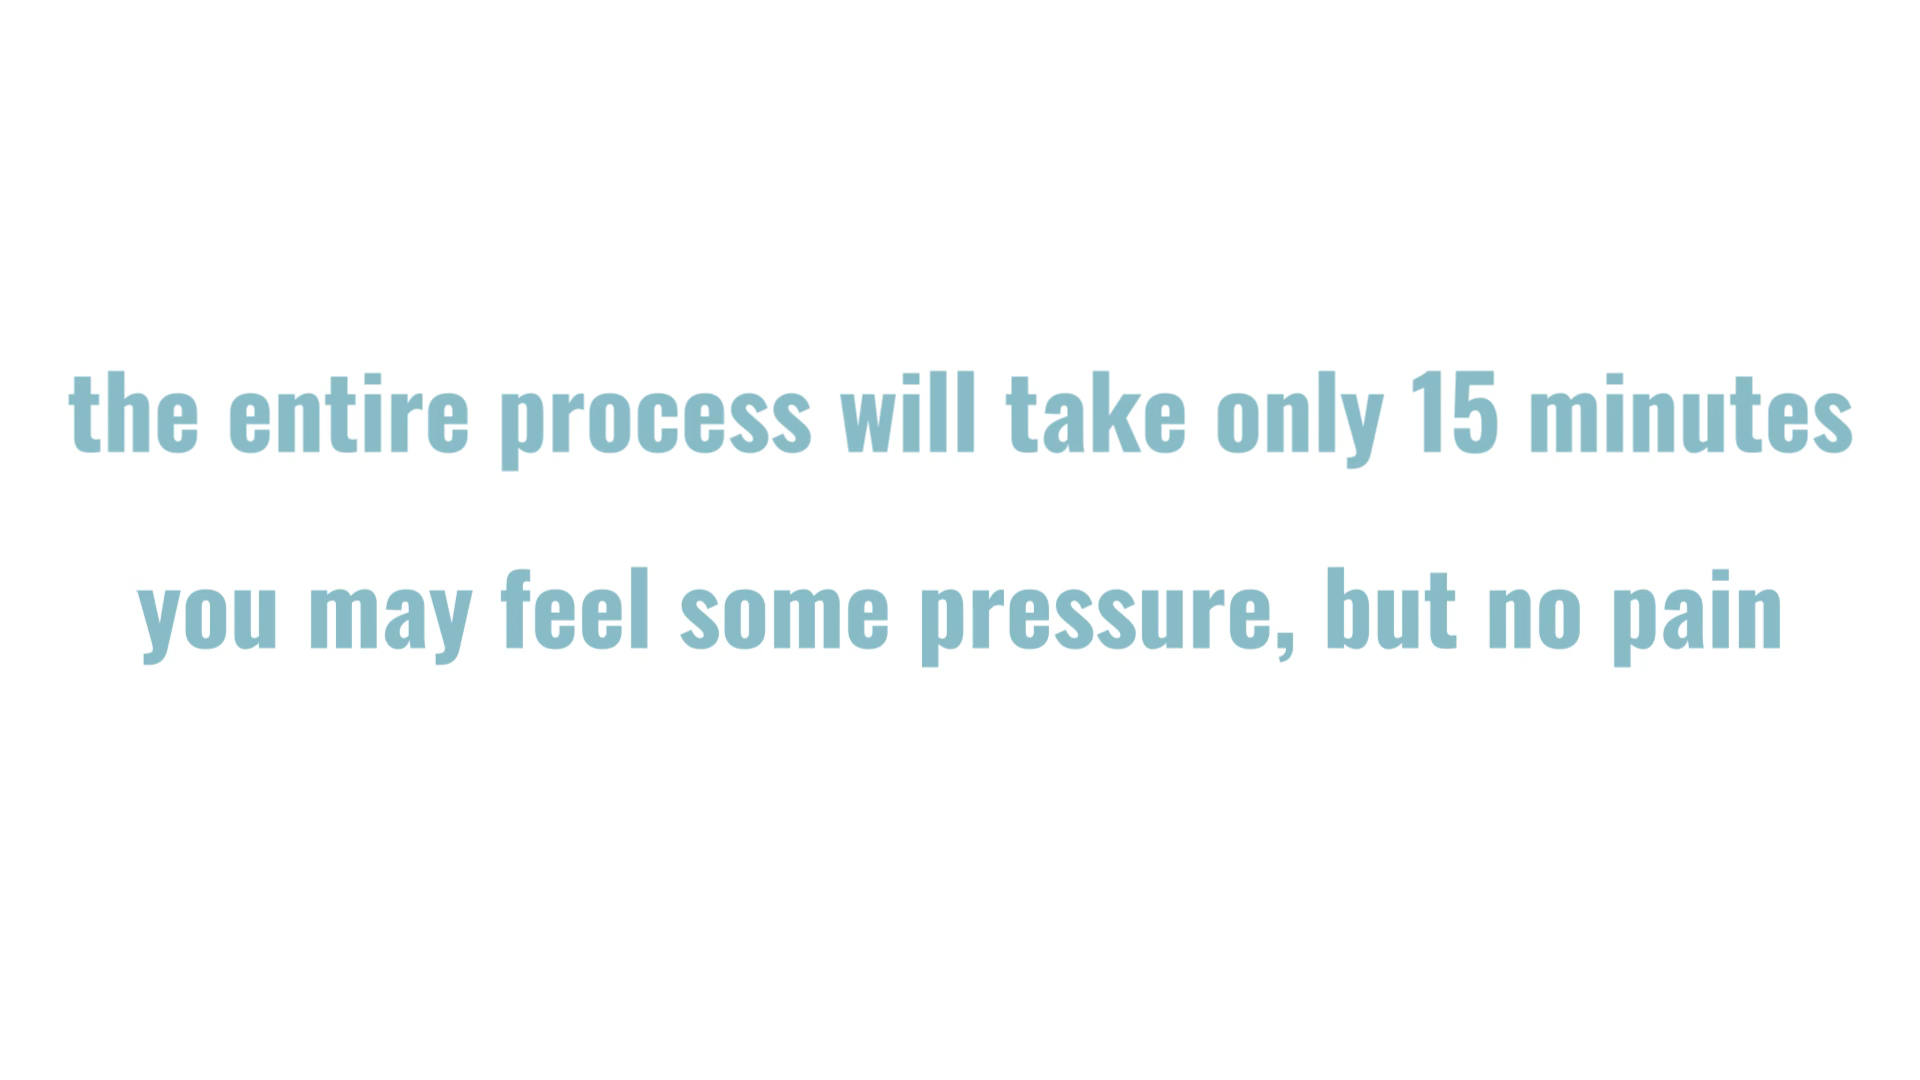 the entire process will take only 15 minutes
you may feel some pressure, but no pain